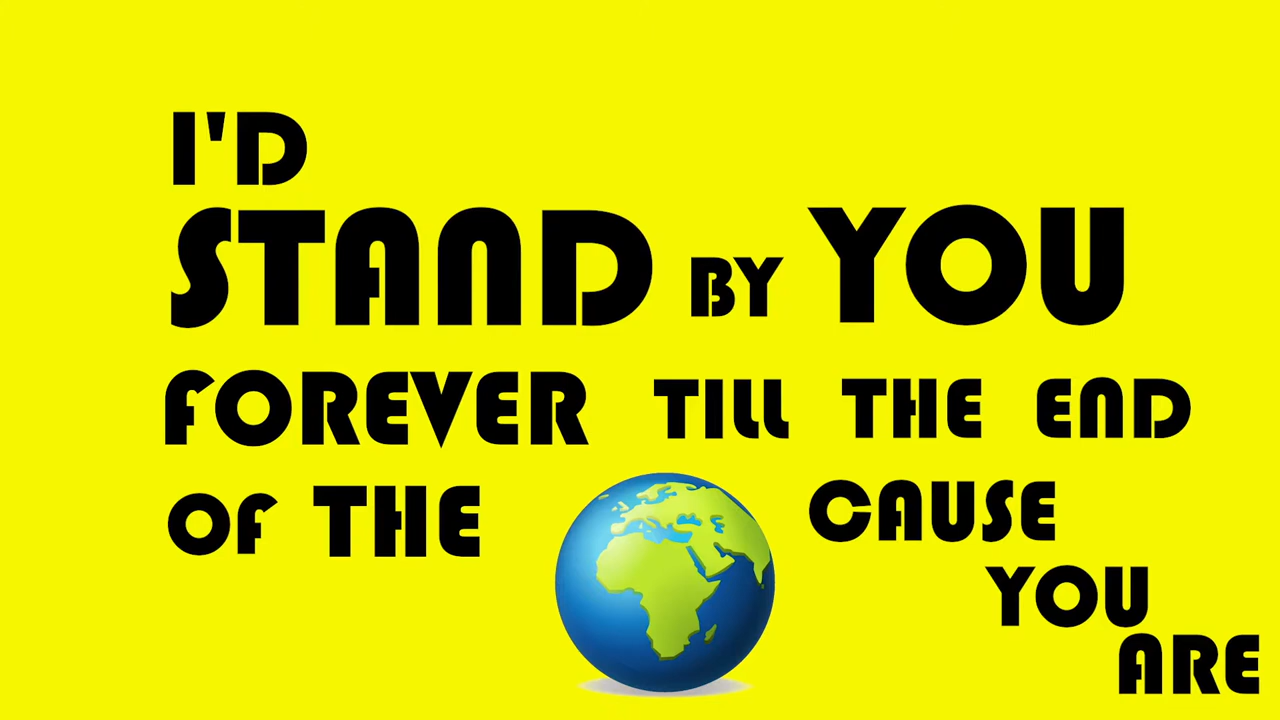 I'D
STAND BY YOU
FOREVER TILL THE END
OF THE CAUSE
YOU
ARE